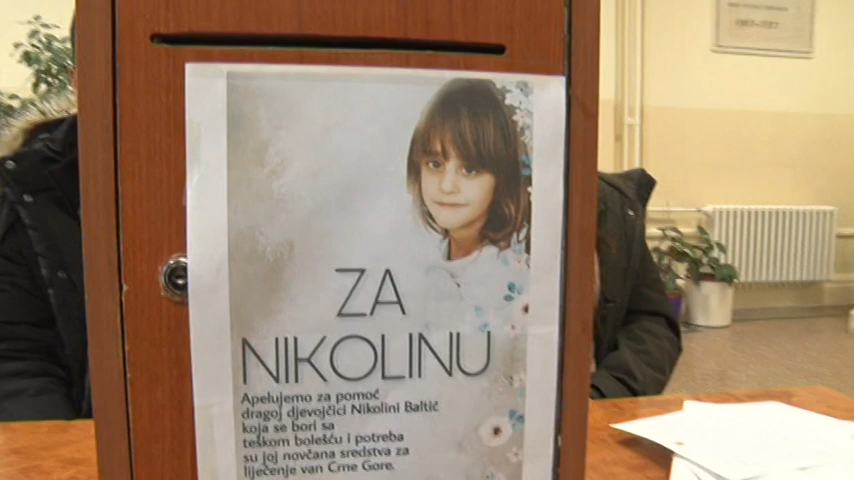 ZA
NIKOLINU
Apelujemo za pomoć
dragoj djevojčici Nikolini Baltić
koja se bori sa
teškom bolešću i potreba
su joj novčana sredstva za
liječenje van Crne Gore.